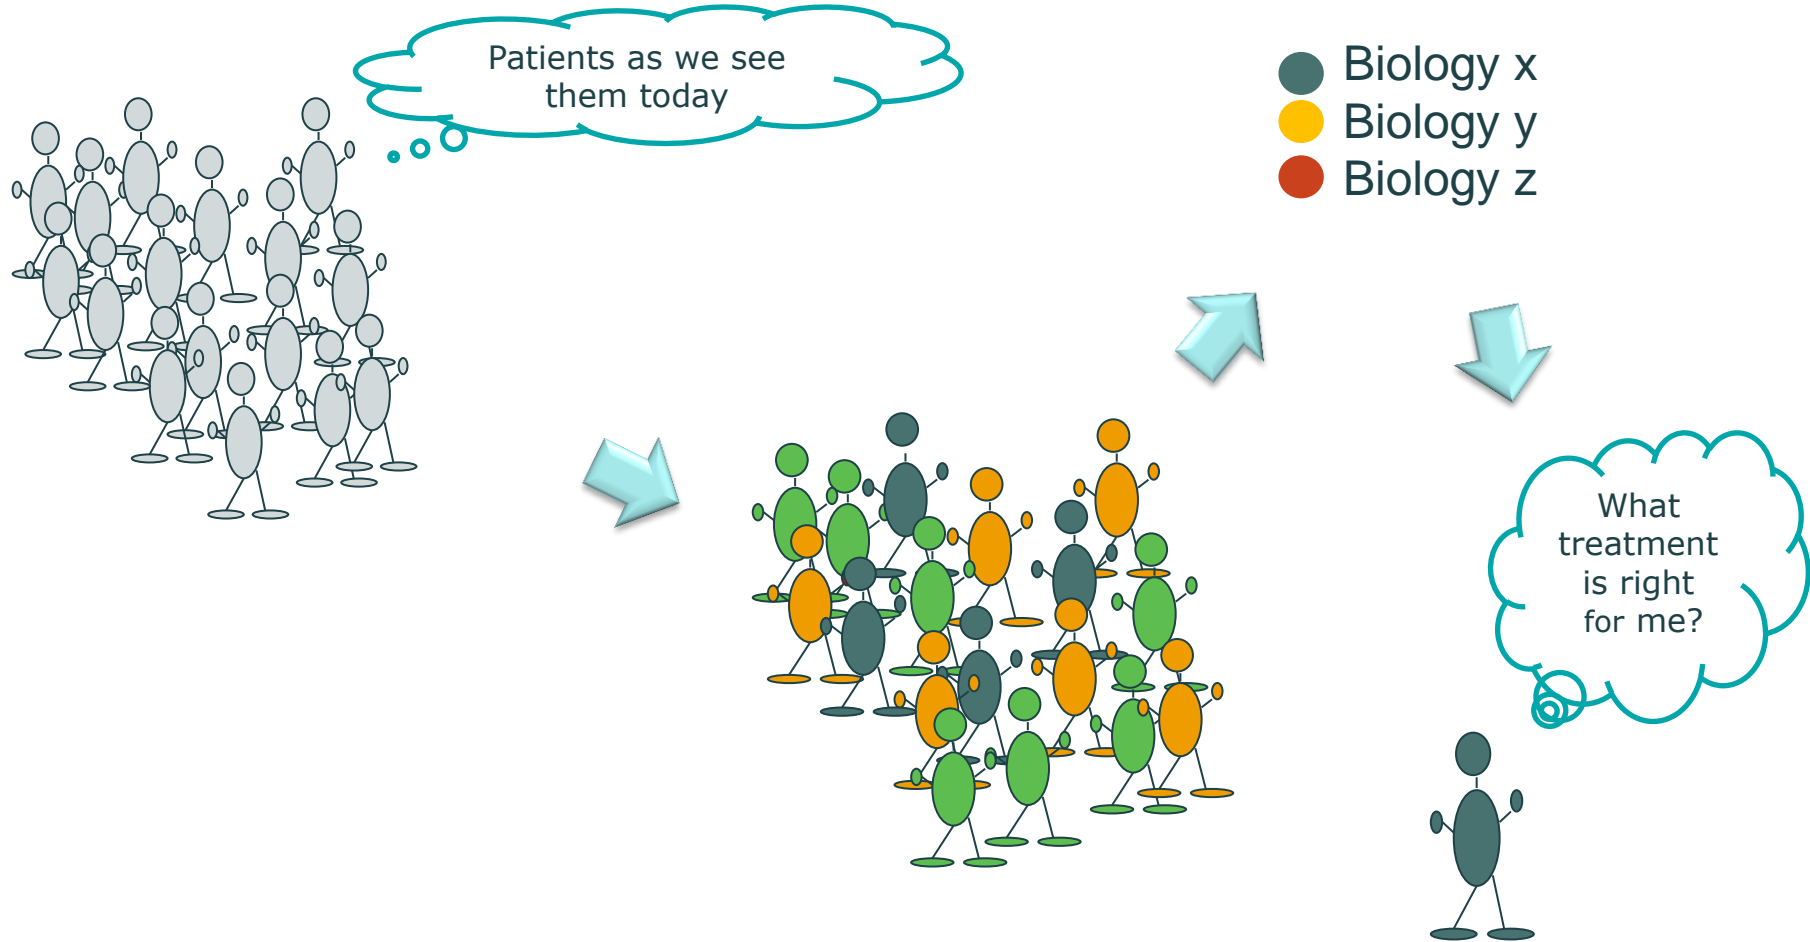 Patients as we see
them today
Biology x
Biology y
Biology z
What
treatment
is right
for me?